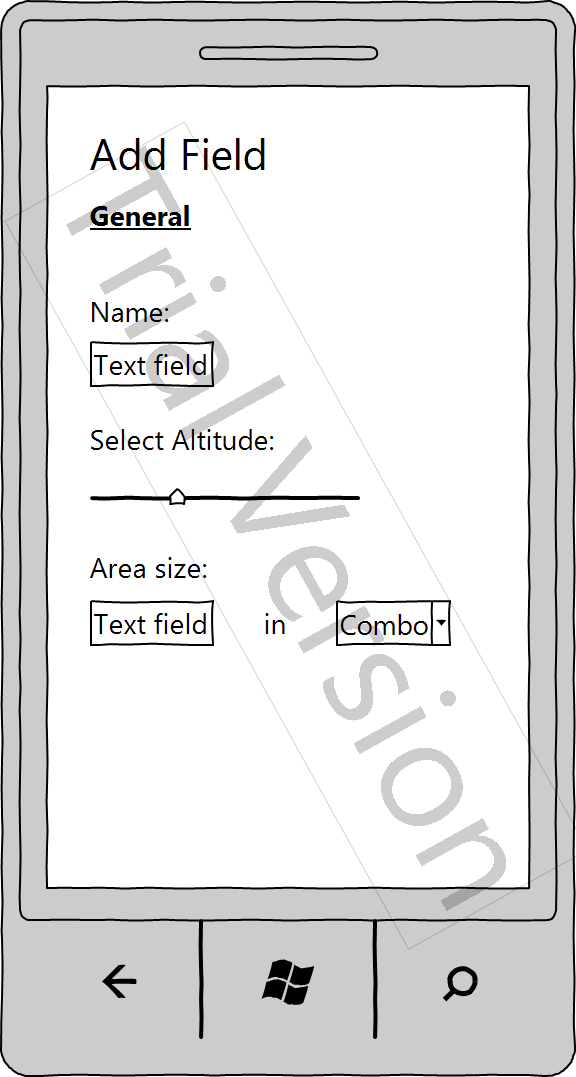 Add Field
General
Name:
Text field
Select Altitude:
Area size:
Text field in Combo
Trial Version